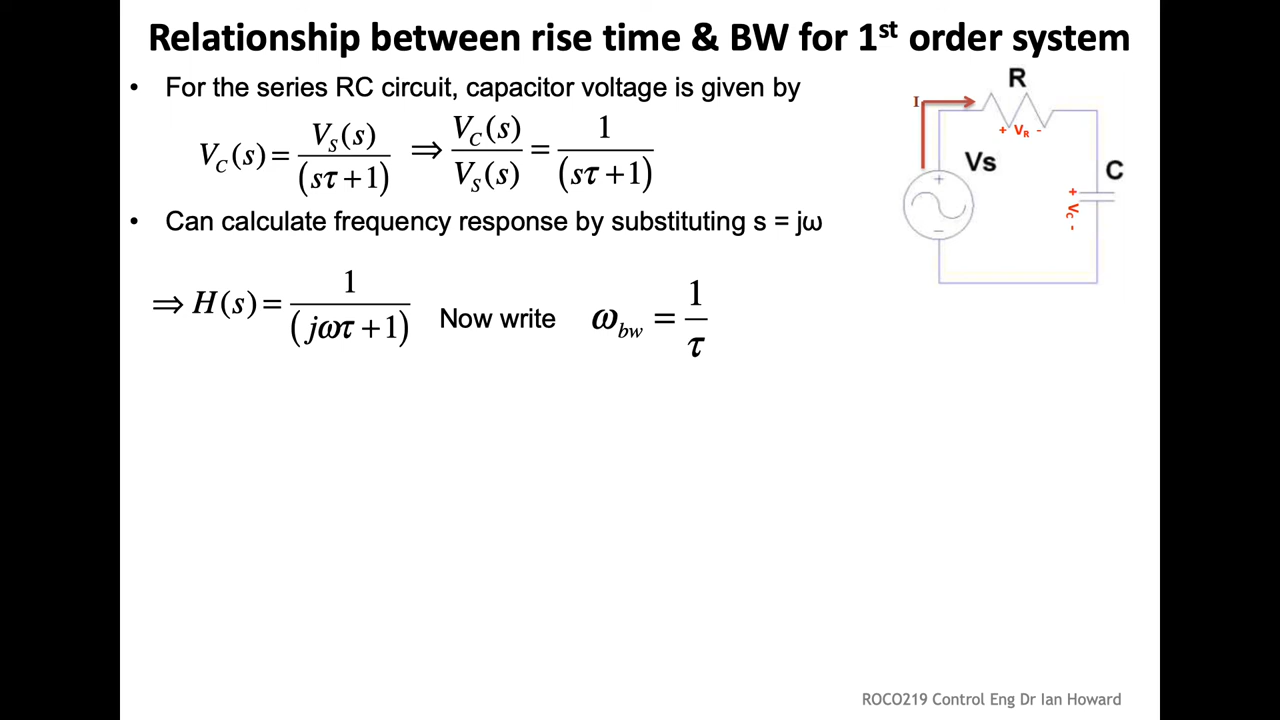 Relationship between rise time & BW for 1st order system
• For the series RC circuit, capacitor voltage is given by
V_C(s) = V_S(s) / (sτ + 1) ⇒ V_C(s) / V_S(s) = 1 / (sτ + 1)
• Can calculate frequency response by substituting s = jω
⇒ H(s) = 1 / (jωτ + 1) Now write ω_bw = 1 / τ
R
I
+ V_R -
Vs
C
+
−
+ V_C -
ROCO219 Control Eng Dr Ian Howard